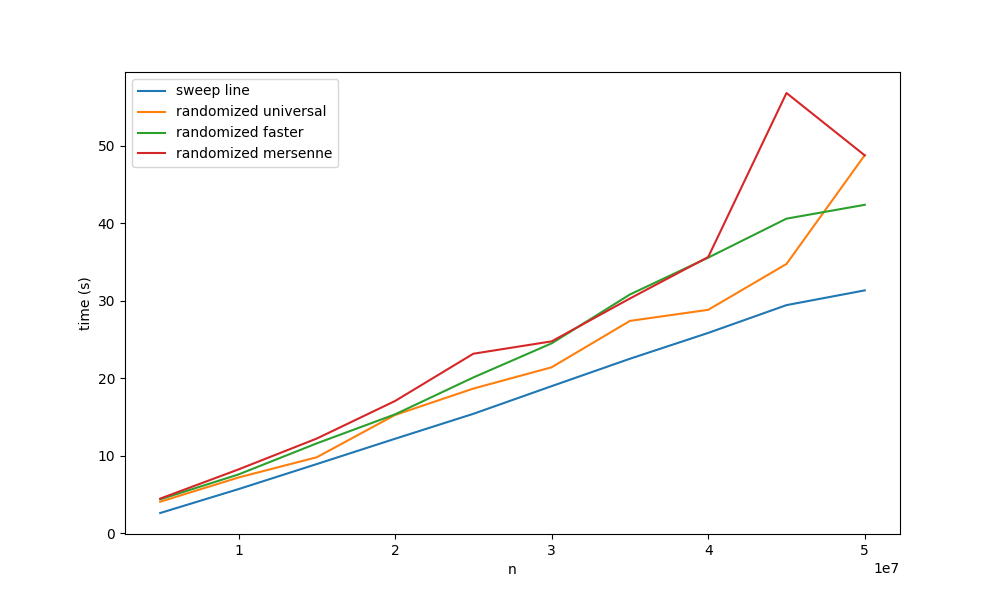 sweep line
randomized universal
randomized faster
randomized mersenne
time (s)
50
40
30
20
10
0
1 2 3 4 5
n
1e7